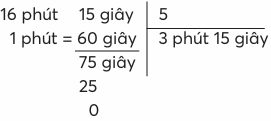 16 phút 15 giây 5
1 phút = 60 giây 3 phút 15 giây
75 giây
25
0